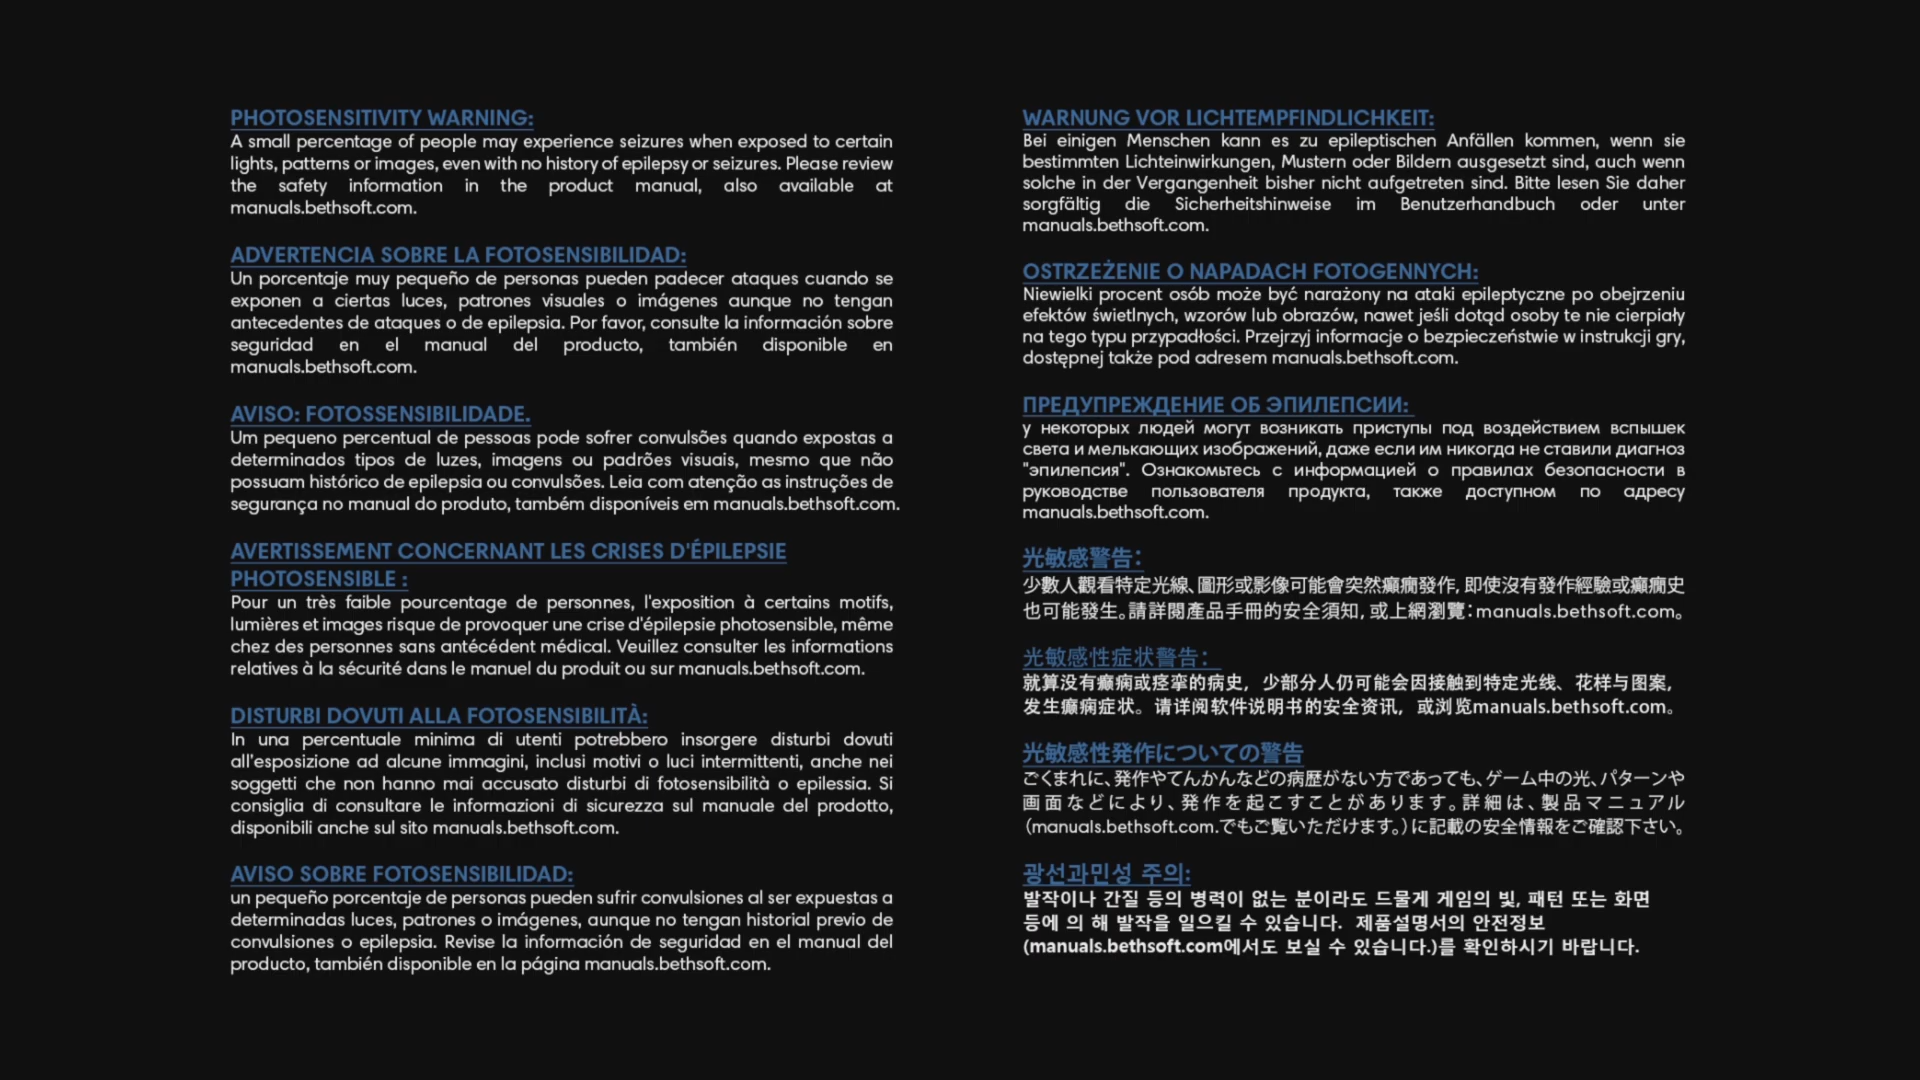 PHOTOSENSITIVITY WARNING:
A small percentage of people may experience seizures when exposed to certain
lights, patterns or images, even with no history of epilepsy or seizures. Please review
the safety information in the product manual, also available at
manuals.bethsoft.com.
ADVERTENCIA SOBRE LA FOTOSENSIBILIDAD:
Un porcentaje muy pequeño de personas pueden padecer ataques cuando se
exponen a ciertas luces, patrones visuales o imágenes aunque no tengan
antecedentes de ataques o de epilepsia. Por favor, consulte la información sobre
seguridad en el manual del producto, también disponible en
manuals.bethsoft.com.
AVISO: FOTOSSENSIBILIDADE.
Um pequeno percentual de pessoas pode sofrer convulsões quando expostas a
determinados tipos de luzes, imagens ou padrões visuais, mesmo que não
possuam histórico de epilepsia ou convulsões. Leia com atenção as instruções de
segurança no manual do produto, também disponíveis em manuals.bethsoft.com.
AVERTISSEMENT CONCERNANT LES CRISES D'ÉPILEPSIE
PHOTOSENSIBLE :
Pour un très faible pourcentage de personnes, l'exposition à certains motifs,
lumières et images risque de provoquer une crise d'épilepsie photosensible, même
chez des personnes sans antécédent médical. Veuillez consulter les informations
relatives à la sécurité dans le manuel du produit ou sur manuals.bethsoft.com.
DISTURBI DOVUTI ALLA FOTOSENSIBILITÀ:
In una percentuale minima di utenti potrebbero insorgere disturbi dovuti
all'esposizione ad alcune immagini, inclusi motivi o luci intermittenti, anche nei
soggetti che non hanno mai accusato disturbi di fotosensibilità o epilessia. Si
consiglia di consultare le informazioni di sicurezza sul manuale del prodotto,
disponibili anche sul sito manuals.bethsoft.com.
AVISO SOBRE FOTOSENSIBILIDAD:
un pequeño porcentaje de personas pueden sufrir convulsiones al ser expuestas a
determinadas luces, patrones o imágenes, aunque no tengan historial previo de
convulsiones o epilepsia. Revise la información de seguridad en el manual del
producto, también disponible en la página manuals.bethsoft.com.
WARNUNG VOR LICHTEMPFINDLICHKEIT:
Bei einigen Menschen kann es zu epileptischen Anfällen kommen, wenn sie
bestimmten Lichteinwirkungen, Mustern oder Bildern ausgesetzt sind, auch wenn
solche in der Vergangenheit bisher nicht aufgetreten sind. Bitte lesen Sie daher
sorgfältig die Sicherheitshinweise im Benutzerhandbuch oder unter
manuals.bethsoft.com.
OSTRZEŻENIE O NAPADACH FOTOGENNYCH:
Niewielki procent osób może być narażony na ataki epileptyczne po obejrzeniu
efektów świetlnych, wzorów lub obrazów, nawet jeśli dotąd osoby te nie cierpiały
na tego typu przypadłości. Przejrzyj informacje o bezpieczeństwie w instrukcji gry,
dostępnej także pod adresem manuals.bethsoft.com.
ПРЕДУПРЕЖДЕНИЕ ОБ ЭПИЛЕПСИИ:
у некоторых людей могут возникать приступы под воздействием вспышек
света и мелькающих изображений, даже если им никогда не ставили диагноз
"эпилепсия". Ознакомьтесь с информацией о правилах безопасности в
руководстве пользователя продукта, также доступном по адресу
manuals.bethsoft.com.
光敏感警告：
少數人觀看特定光線、圖形或影像可能會突然癲癇發作, 即使沒有發作經驗或癲癇史
也可能發生。請詳閱產品手冊的安全須知, 或上網瀏覽：manuals.bethsoft.com。
光敏感性症状警告：
就算没有癫痫或痉挛的病史，少部分人仍可能会因接触到特定光线、花样与图案，
发生癫痫症状。请详阅软件说明书的安全资讯，或浏览manuals.bethsoft.com。
光敏感性発作についての警告
ごくまれに、発作やてんかんなどの病歴がない方であっても、ゲーム中の光、パターンや
画面などにより、発作を起こすことがあります。詳細は、製品マニュアル
（manuals.bethsoft.com.でもご覧いただけます。）に記載の安全情報をご確認下さい。
광선과민성 주의:
발작이나 간질 등의 병력이 없는 분이라도 드물게 게임의 빛, 패턴 또는 화면
등에 의 해 발작을 일으킬 수 있습니다. 제품설명서의 안전정보
(manuals.bethsoft.com에서도 보실 수 있습니다.)를 확인하시기 바랍니다.